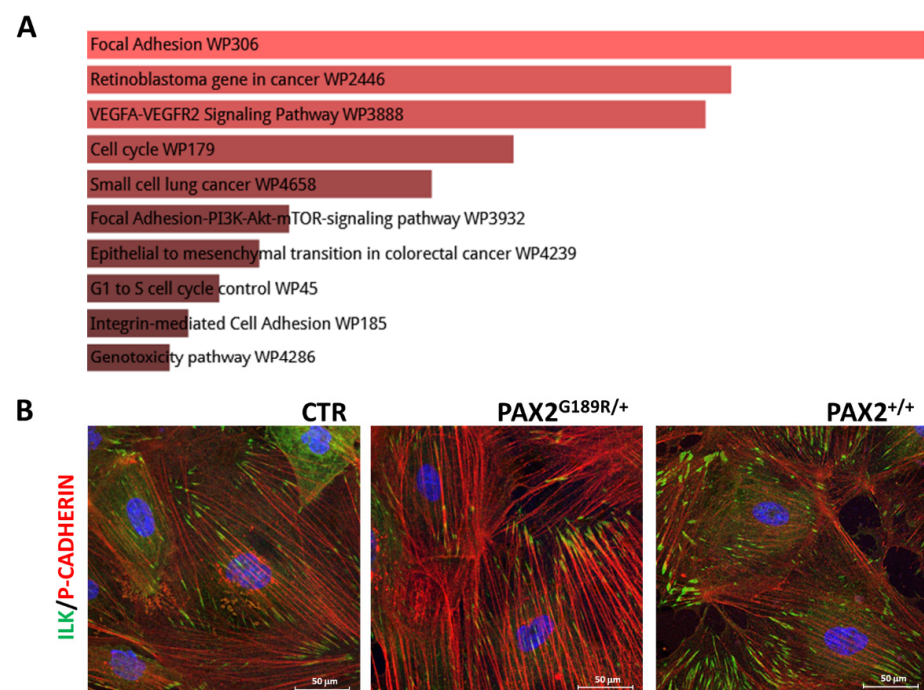 A
Focal Adhesion WP306
Retinoblastoma gene in cancer WP2446
VEGFA-VEGFR2 Signaling Pathway WP3888
Cell cycle WP179
Small cell lung cancer WP4658
Focal Adhesion-PI3K-Akt-mTOR-signaling pathway WP3932
Epithelial to mesenchymal transition in colorectal cancer WP4239
G1 to S cell cycle control WP45
Integrin-mediated Cell Adhesion WP185
Genotoxicity pathway WP4286
B
CTR
PAX2G189R/+
PAX2+/+
ILK/P-CADHERIN
50 µm
50 µm
50 µm